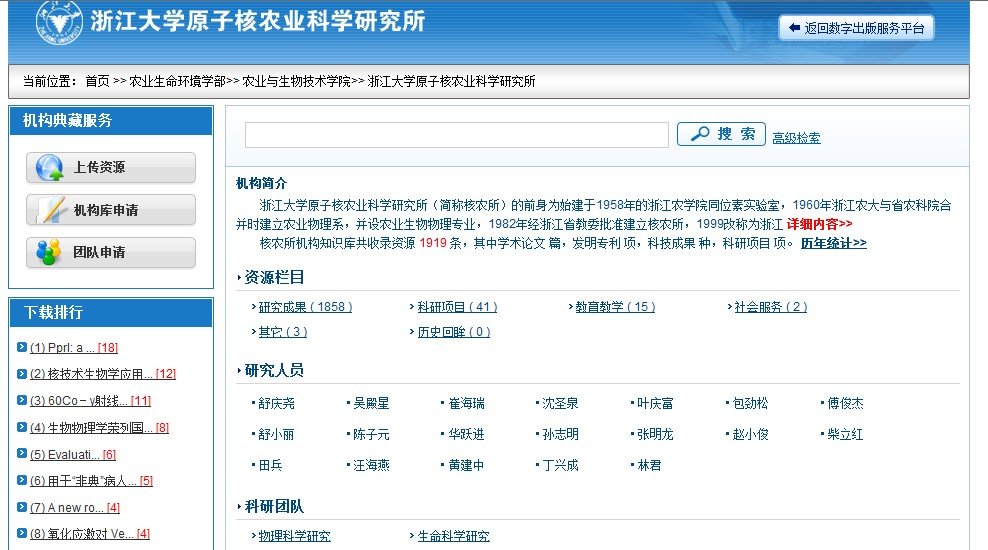 浙江大学原子核农业科学研究所
返回数字出版服务平台
当前位置： 首页 >> 农业生命环境学部>> 农业与生物技术学院>> 浙江大学原子核农业科学研究所
机构典藏服务
上传资源
机构库申请
团队申请
下载排行
(1) Pprl: a ... [18]
(2) 核技术生物学应用... [12]
(3) 60Co－γ射线... [11]
(4) 生物物理学荣列国... [8]
(5) Evaluati... [6]
(6) 用于“非典”病人... [5]
(7) A new ro... [4]
(8) 氧化应激对 Ve... [4]
搜 索
高级检索
机构简介
浙江大学原子核农业科学研究所（简称核农所）的前身为始建于1958年的浙江农学院同位素实验室，1960年浙江农大与省农科院合
并时建立农业物理系，并设农业生物物理专业，1982年经浙江省教委批准建立核农所，1999改称为浙江 详细内容>>
核农所机构知识库共收录资源 1919 条，其中学术论文 篇，发明专利 项，科技成果 种，科研项目 项。 历年统计>>
资源栏目
研究成果 ( 1858 ) 科研项目 ( 41 ) 教育教学 ( 15 ) 社会服务 ( 2 )
其它 ( 3 ) 历史回眸 ( 0 )
研究人员
舒庆尧 吴殿星 崔海瑞 沈圣泉 叶庆富 包劲松 傅俊杰
舒小丽 陈子元 华跃进 孙志明 张明龙 赵小俊 柴立红
田兵 汪海燕 黄建中 丁兴成 林君
科研团队
物理科学研究 生命科学研究